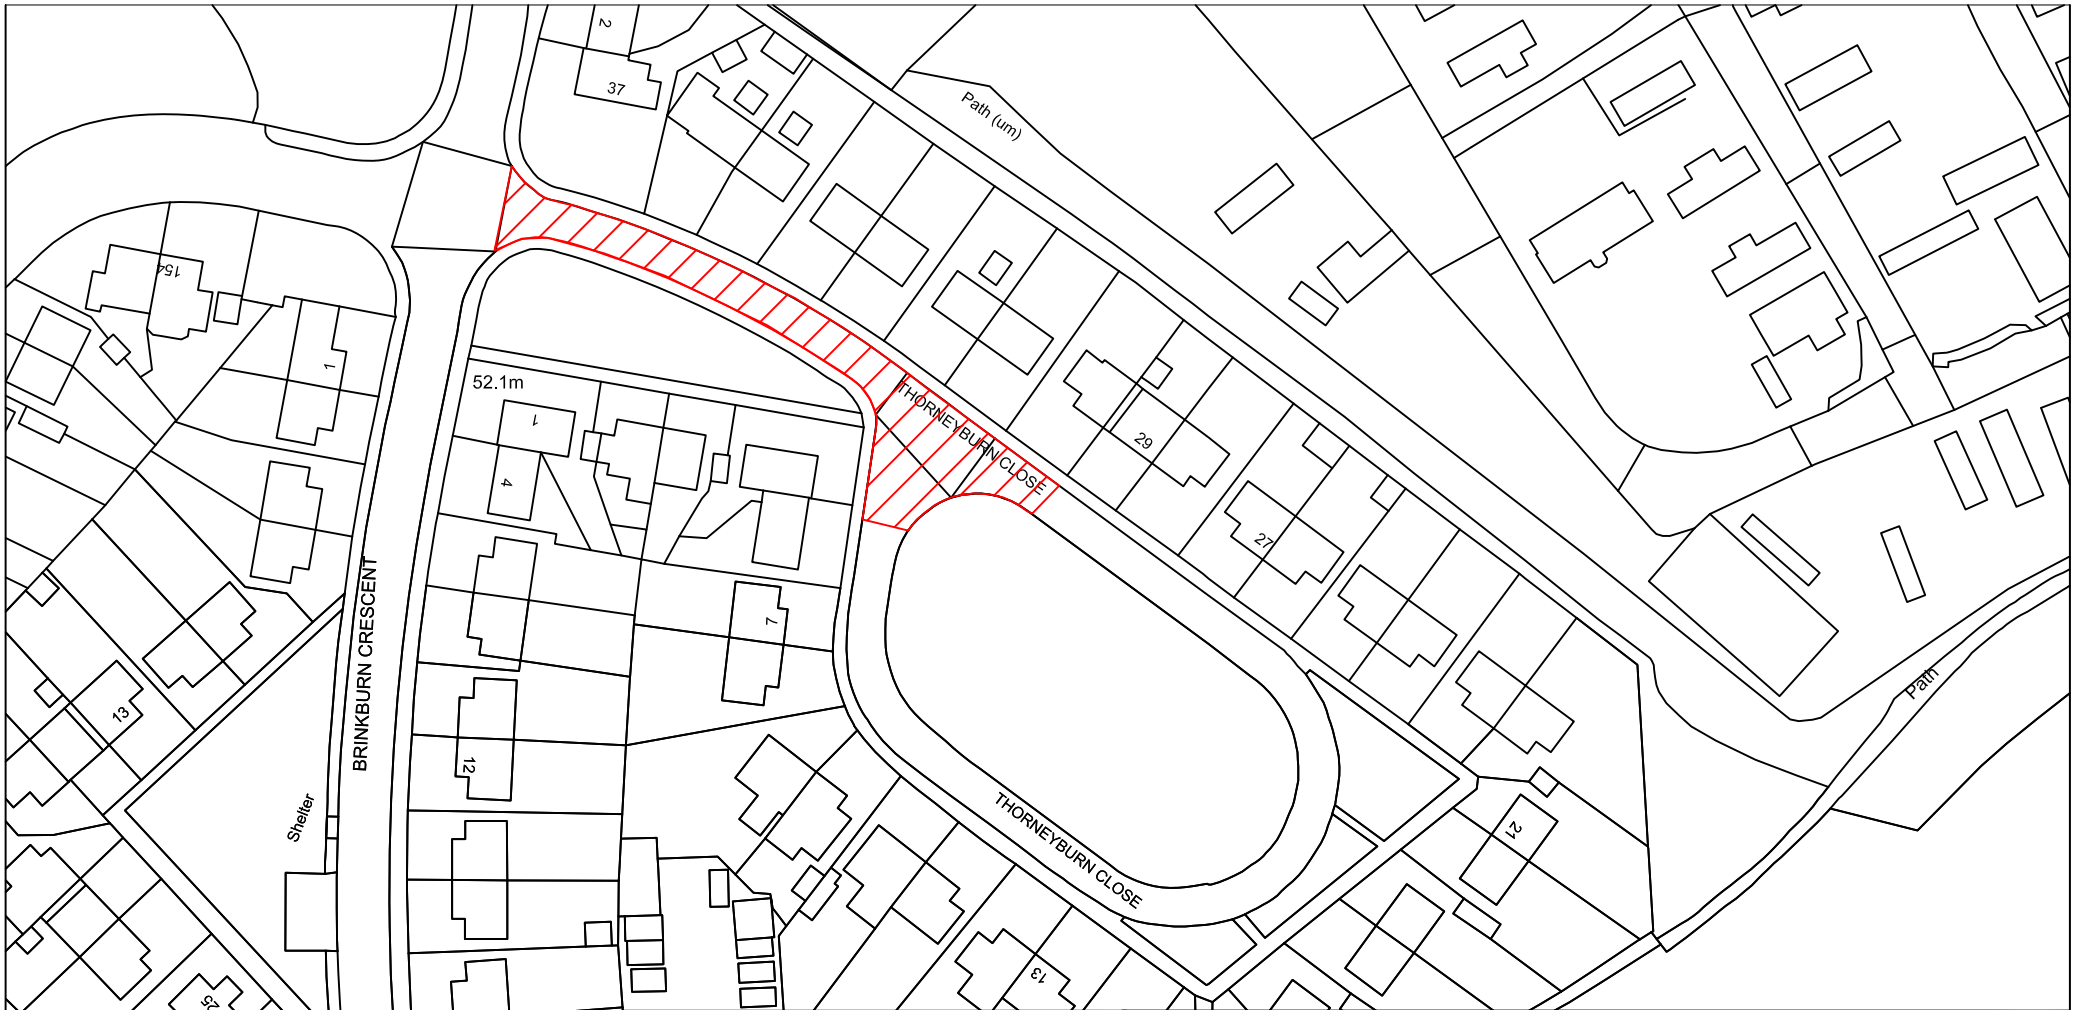 2
37
Path (um)
154
1
52.1m
THORNEYBURN CLOSE
1
29
4
27
BRINKBURN CRESCENT
7
Path
13
12
Shelter
THORNEYBURN CLOSE
21
13
25